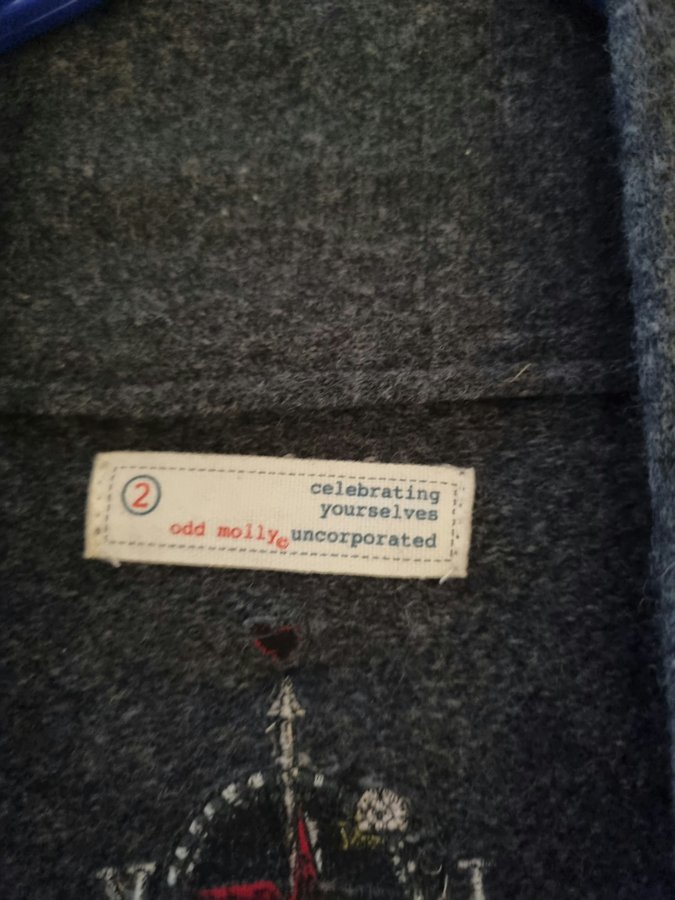 2
celebrating
yourselves
odd molly© uncorporated